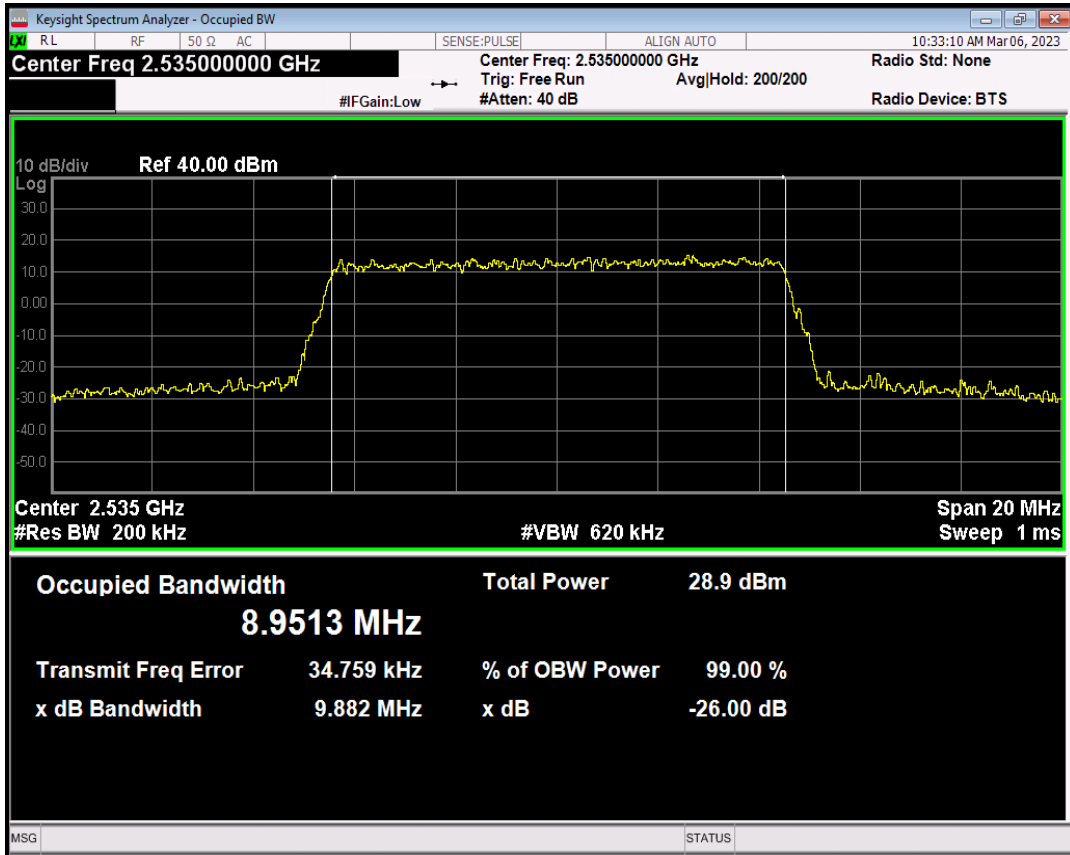 Keysight Spectrum Analyzer - Occupied BW
LXI RL RF 50 Ω AC SENSE:PULSE ALIGN AUTO 10:33:10 AM Mar 06, 2023
Center Freq 2.535000000 GHz Center Freq: 2.535000000 GHz Radio Std: None
Trig: Free Run Avg|Hold: 200/200
#IFGain:Low #Atten: 40 dB Radio Device: BTS
10 dB/div Ref 40.00 dBm
Log
30.0
20.0
10.0
0.00
-10.0
-20.0
-30.0
-40.0
-50.0
Center 2.535 GHz Span 20 MHz
#Res BW 200 kHz #VBW 620 kHz Sweep 1 ms
Occupied Bandwidth Total Power 28.9 dBm
8.9513 MHz
Transmit Freq Error 34.759 kHz % of OBW Power 99.00 %
x dB Bandwidth 9.882 MHz x dB -26.00 dB
MSG STATUS